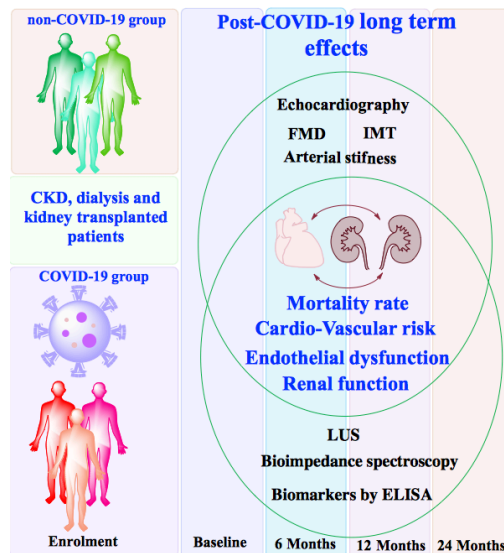 non-COVID-19 group
CKD, dialysis and
kidney transplanted
patients
COVID-19 group
Enrolment
Post-COVID-19 long term
effects
Echocardiography
FMD IMT
Arterial stifness
Mortality rate
Cardio-Vascular risk
Endothelial dysfunction
Renal function
LUS
Bioimpedance spectroscopy
Biomarkers by ELISA
Baseline 6 Months 12 Months 24 Months